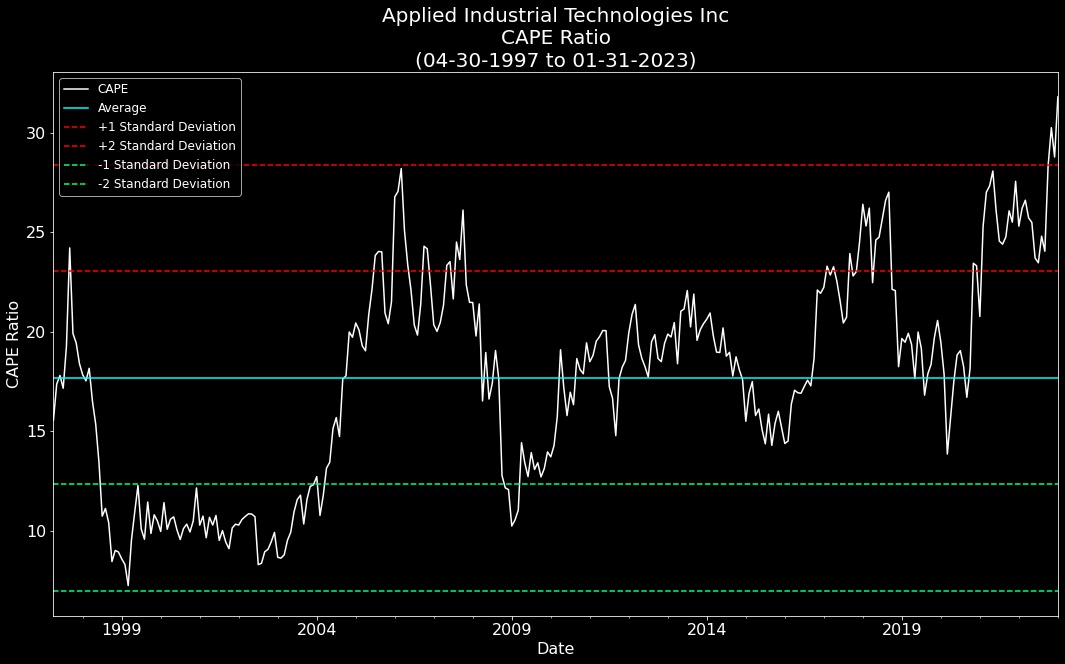 Applied Industrial Technologies Inc
CAPE Ratio
(04-30-1997 to 01-31-2023)
CAPE
Average
+1 Standard Deviation
+2 Standard Deviation
-1 Standard Deviation
-2 Standard Deviation
CAPE Ratio
30
25
20
15
10
1999 2004 2009 2014 2019
Date